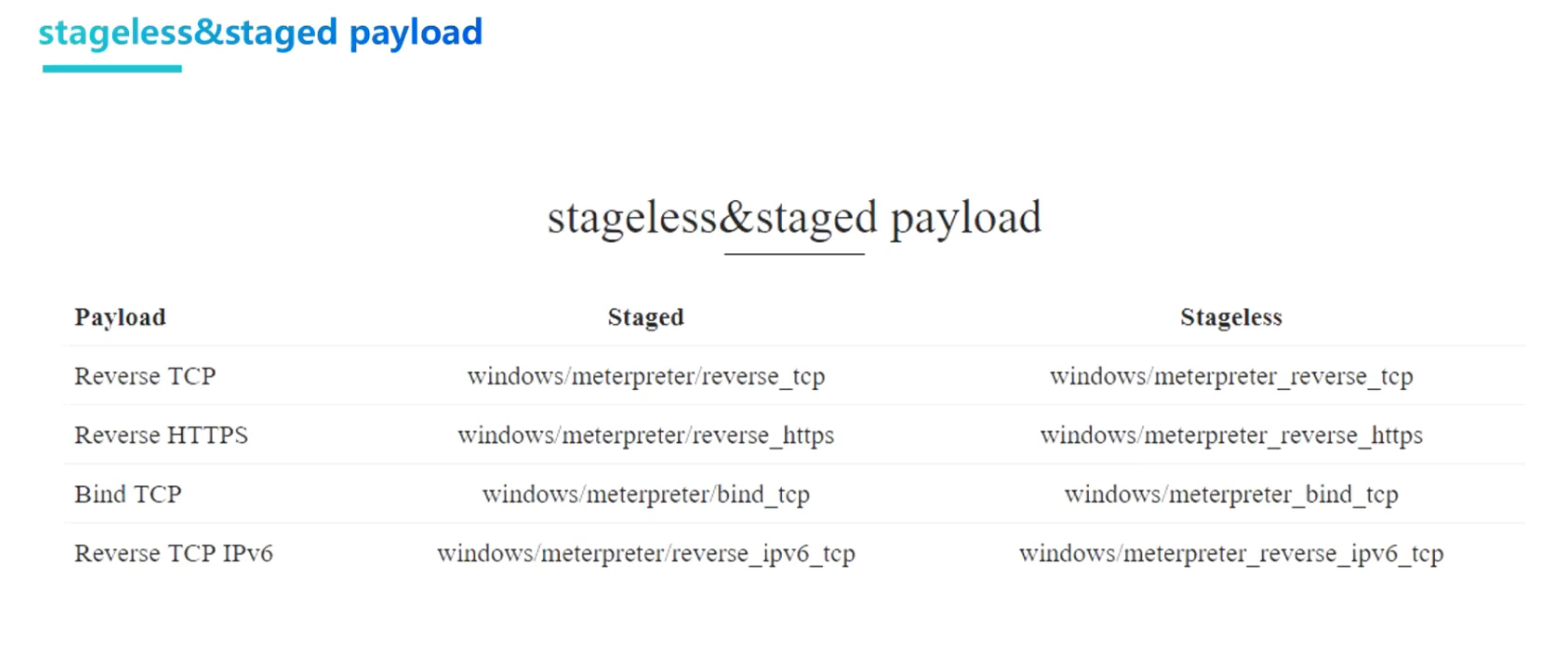 stageless&staged payload
stageless&staged payload
Payload Staged Stageless
Reverse TCP windows/meterpreter/reverse_tcp windows/meterpreter_reverse_tcp
Reverse HTTPS windows/meterpreter/reverse_https windows/meterpreter_reverse_https
Bind TCP windows/meterpreter/bind_tcp windows/meterpreter_bind_tcp
Reverse TCP IPv6 windows/meterpreter/reverse_ipv6_tcp windows/meterpreter_reverse_ipv6_tcp